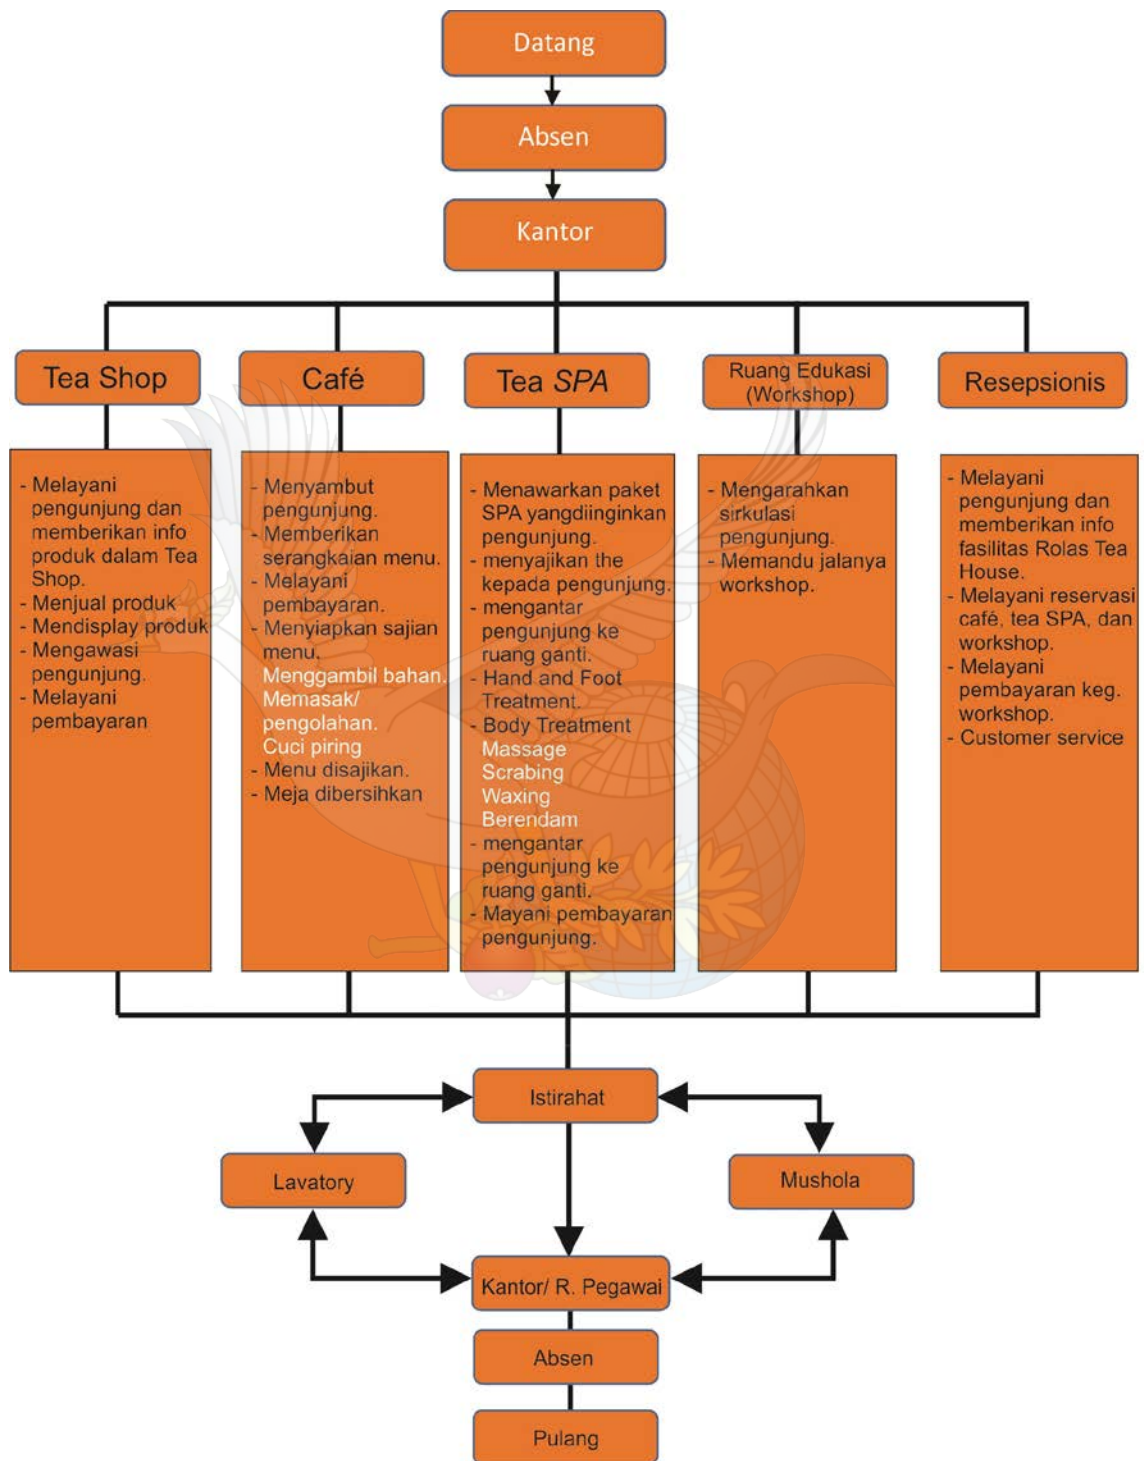 Datang
Absen
Kantor
Tea Shop
Café
Tea SPA
Ruang Edukasi
(Workshop)
Resepsionis
- Melayani
pengunjung dan
memberikan info
produk dalam Tea
Shop.
- Menjual produk
- Mendisplay produk
- Mengawasi
pengunjung.
- Melayani
pembayaran
- Menyambut
pengunjung.
- Memberikan
serangkaian menu.
- Melayani
pembayaran.
- Menyiapkan sajian
menu.
Menggambil bahan.
Memasak/
pengolahan.
Cuci piring
- Menu disajikan.
- Meja dibersihkan
- Menawarkan paket
SPA yangdiinginkan
pengunjung.
- menyajikan the
kepada pengunjung.
- mengantar
pengunjung ke
ruang ganti.
- Hand and Foot
Treatment.
- Body Treatment
Massage
Scrabing
Waxing
Berendam
- mengantar
pengunjung ke
ruang ganti.
- Mayani pembayaran
pengunjung.
- Mengarahkan
sirkulasi
pengunjung.
- Memandu jalanya
workshop.
- Melayani
pengunjung dan
memberikan info
fasilitas Rolas Tea
House.
- Melayani reservasi
café, tea SPA, dan
workshop.
- Melayani
pembayaran keg.
workshop.
- Customer service
Istirahat
Lavatory
Mushola
Kantor/ R. Pegawai
Absen
Pulang